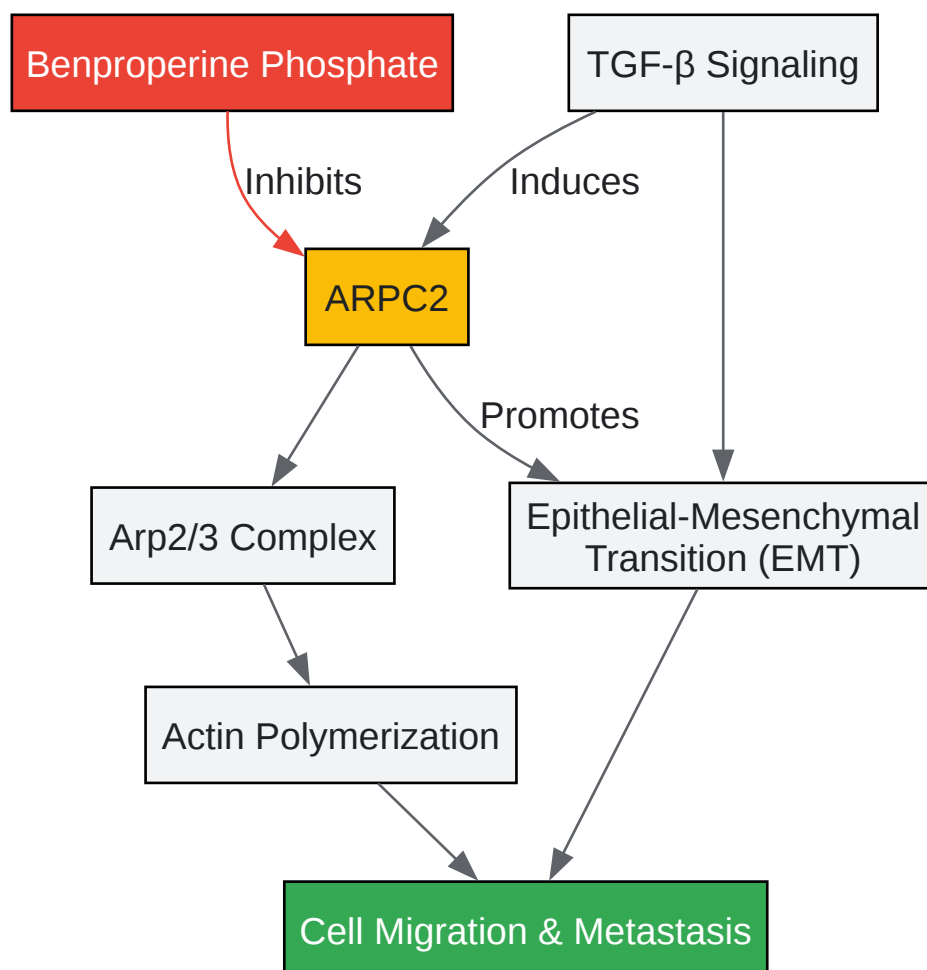 Benproperine Phosphate
TGF-β Signaling
Inhibits
Induces
ARPC2
Promotes
Arp2/3 Complex
Epithelial-Mesenchymal
Transition (EMT)
Actin Polymerization
Cell Migration & Metastasis